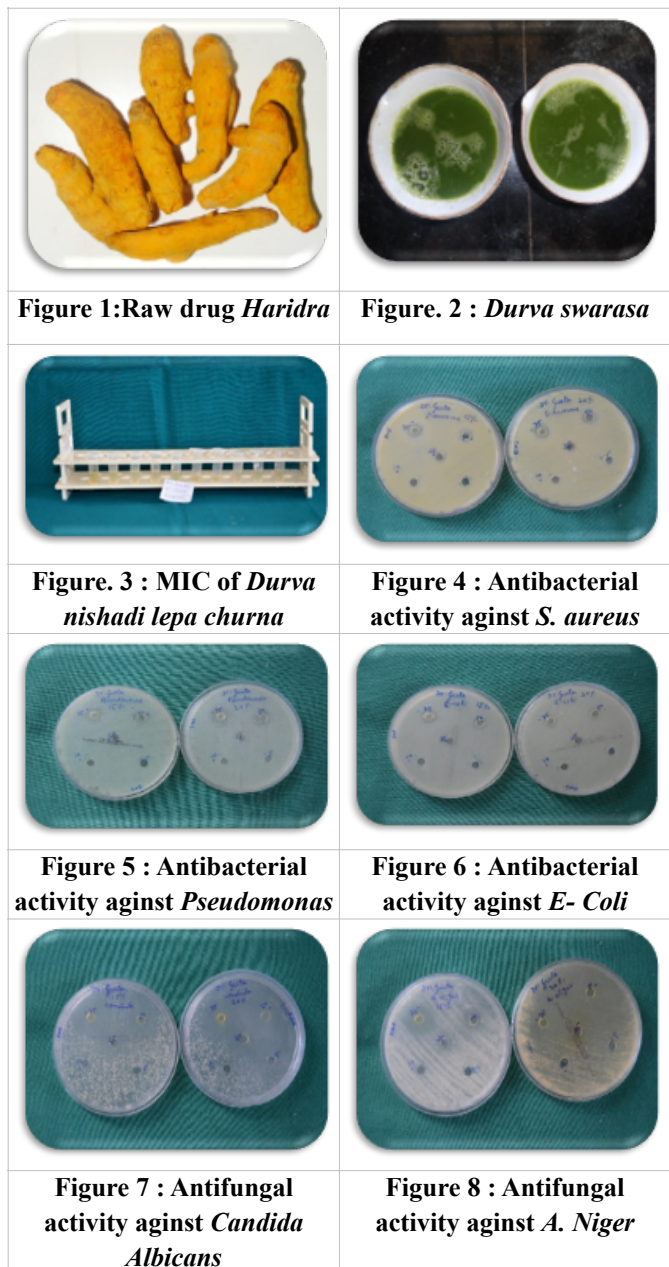 Figure 1:Raw drug Haridra
Figure. 2 : Durva swarasa
Figure. 3 : MIC of Durva
nishadi lepa churna
Figure 4 : Antibacterial
activity aginst S. aureus
Figure 5 : Antibacterial
activity aginst Pseudomonas
Figure 6 : Antibacterial
activity aginst E- Coli
Figure 7 : Antifungal
activity aginst Candida
Albicans
Figure 8 : Antifungal
activity aginst A. Niger